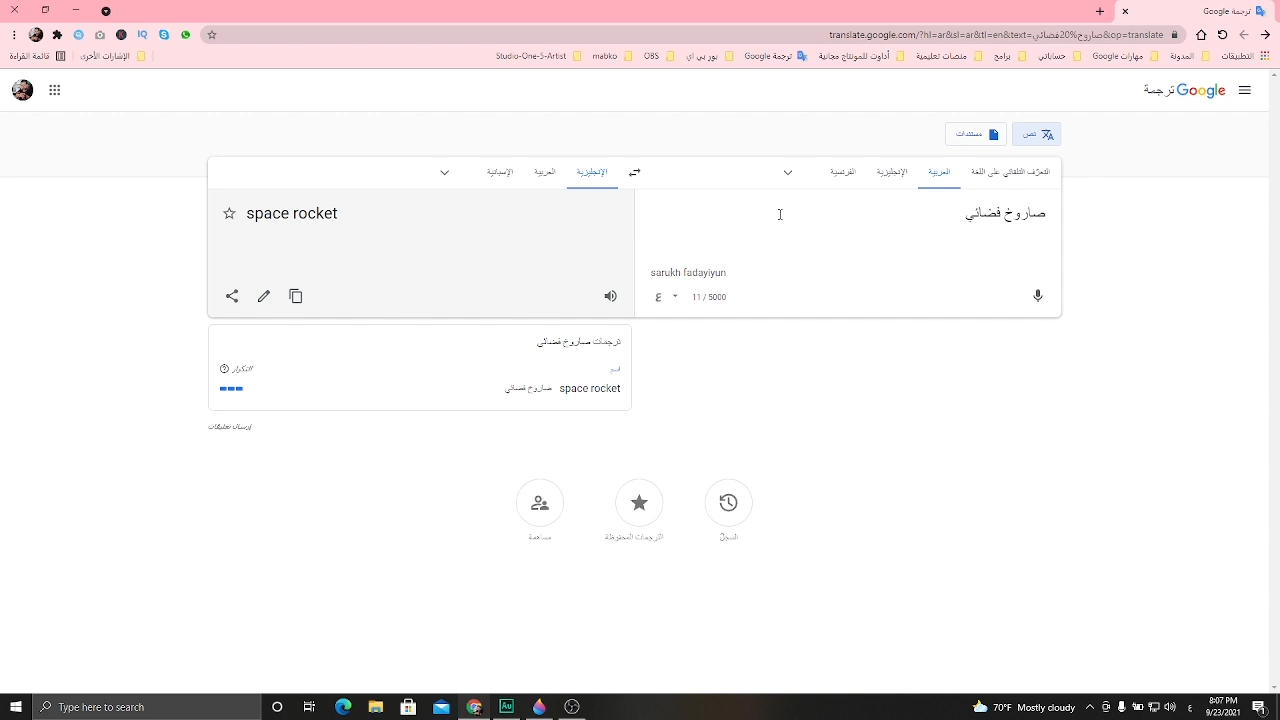 ترجمة Google
translate.google.com/?hl=ar&sl=ar&tl=en&text=صاروخ%20فضائي&op=translate
التطبيقات
المدونة
مهارات Google
حساباتي
منصات تعليمية
برامج
أدوات للمونتاج مجانية
ترجمة Google
بور بي اي
OBS
mabko
Studio-One-5-Artist
الإشارات الأخرى
قائمة القراءة
ترجمة Google
نص
مستندات
التعرّف التلقائي على اللغة
العربية
الإنجليزية
الفرنسية
الإنجليزية
العربية
الإسبانية
صاروخ فضائي
space rocket
sarukh fadayiyun
ع
11 / 5000
ترجمات صاروخ فضائي
اسم
التكرار
space rocket
صاروخ فضائي
إرسال تعليقات
السجلّ
الترجمات المحفوظة
مساهمة
Type here to search
70F Mostly cloudy
8:07 PM
9/23/2021